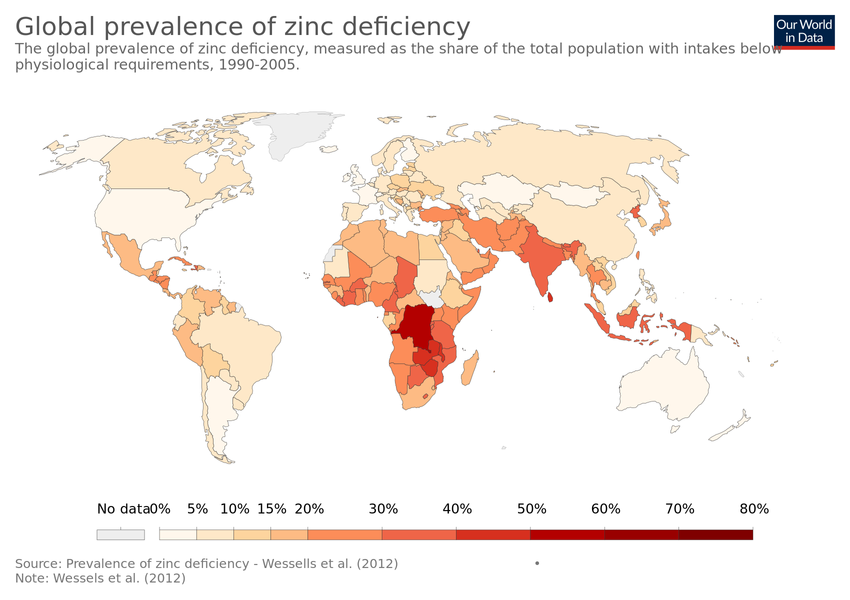 Global prevalence of zinc deficiency
Our World
in Data
The global prevalence of zinc deficiency, measured as the share of the total population with intakes below
physiological requirements, 1990-2005.
No data 0% 5% 10% 15% 20% 30% 40% 50% 60% 70% 80%
Source: Prevalence of zinc deficiency - Wessells et al. (2012)
Note: Wessels et al. (2012)